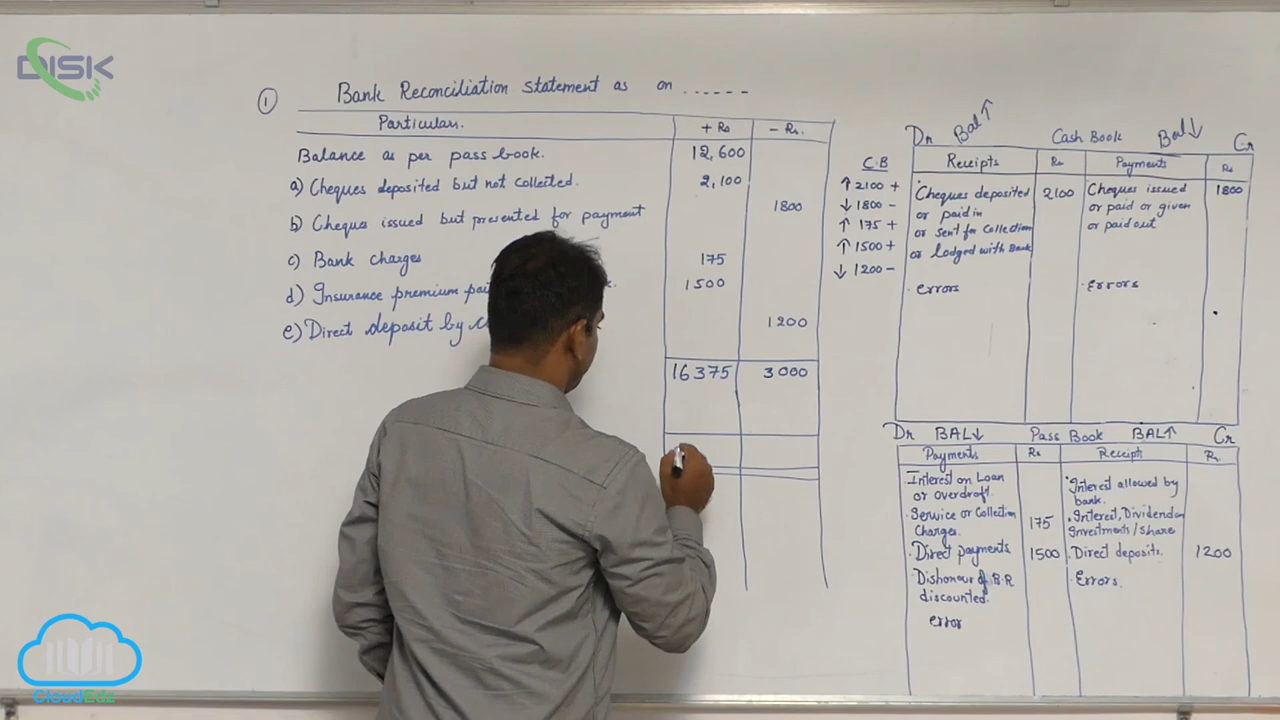 DISK
① Bank Reconciliation statement as on ......
Particulars. + Rs - Rs.
Balance as per pass book. 12,600
a) Cheques deposited but not collected. 2,100
b) Cheques issued but presented for payment 1800
c) Bank charges 175
d) Insurance premium 1500
e) Direct deposit by 1200
16375 3000
C.B
↑ 2100 +
↓ 1800 -
↑ 175 +
↑ 1500 +
↓ 1200 -
Dr Bal↑ Cash Book Bal↓ Cr
Receipts Rs Payments Rs
Cheques deposited 2100 Cheques issued 1800
or paid in or paid or given
or sent for collection or paid out
or lodged with Bank
. errors . errors
Dr BAL↓ Pass Book BAL↑ Cr
Payments Rs Receipt Rs
Interest on Loan Interest allowed by
or overdraft. bank.
. Service or Collection 175 . Interest, Dividend on
Charges. Investments/share
. Direct payments 1500 . Direct deposits. 1200
. Dishonour of B.R . Errors.
discounted.
error
CloudEdz